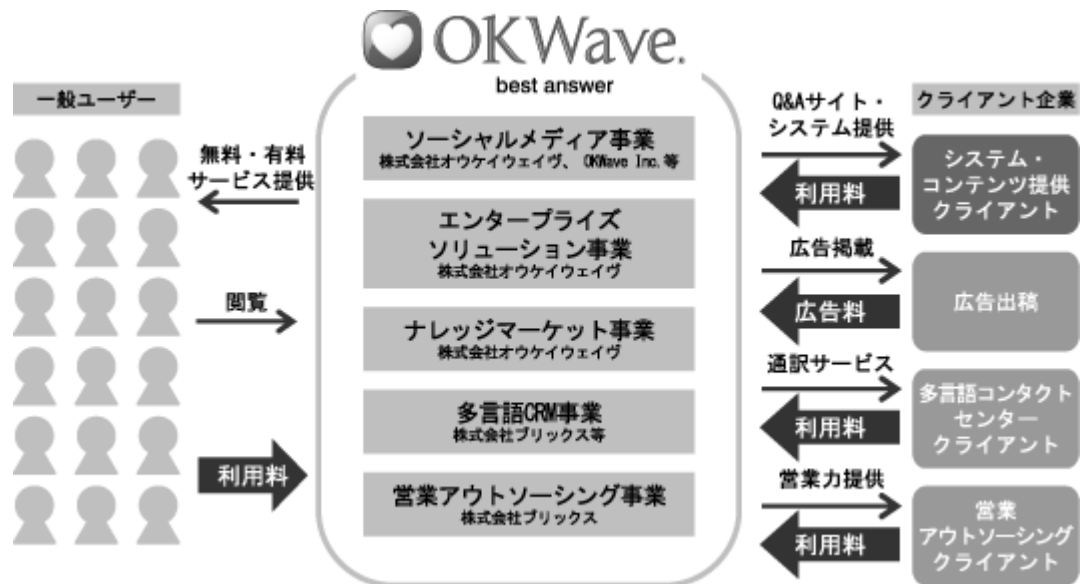 OKWave.
best answer
一般ユーザー
無料・有料
サービス提供
閲覧
利用料
ソーシャルメディア事業
株式会社オウケイウェイヴ、 OKWave Inc.等
エンタープライズ
ソリューション事業
株式会社オウケイウェイヴ
ナレッジマーケット事業
株式会社オウケイウェイヴ
多言語CRM事業
株式会社ブリックス等
営業アウトソーシング事業
株式会社ブリックス
Q&Aサイト・
システム提供
利用料
広告掲載
広告料
通訳サービス
利用料
営業力提供
利用料
クライアント企業
システム・
コンテンツ提供
クライアント
広告出稿
多言語コンタクト
センター
クライアント
営業
アウトソーシング
クライアント